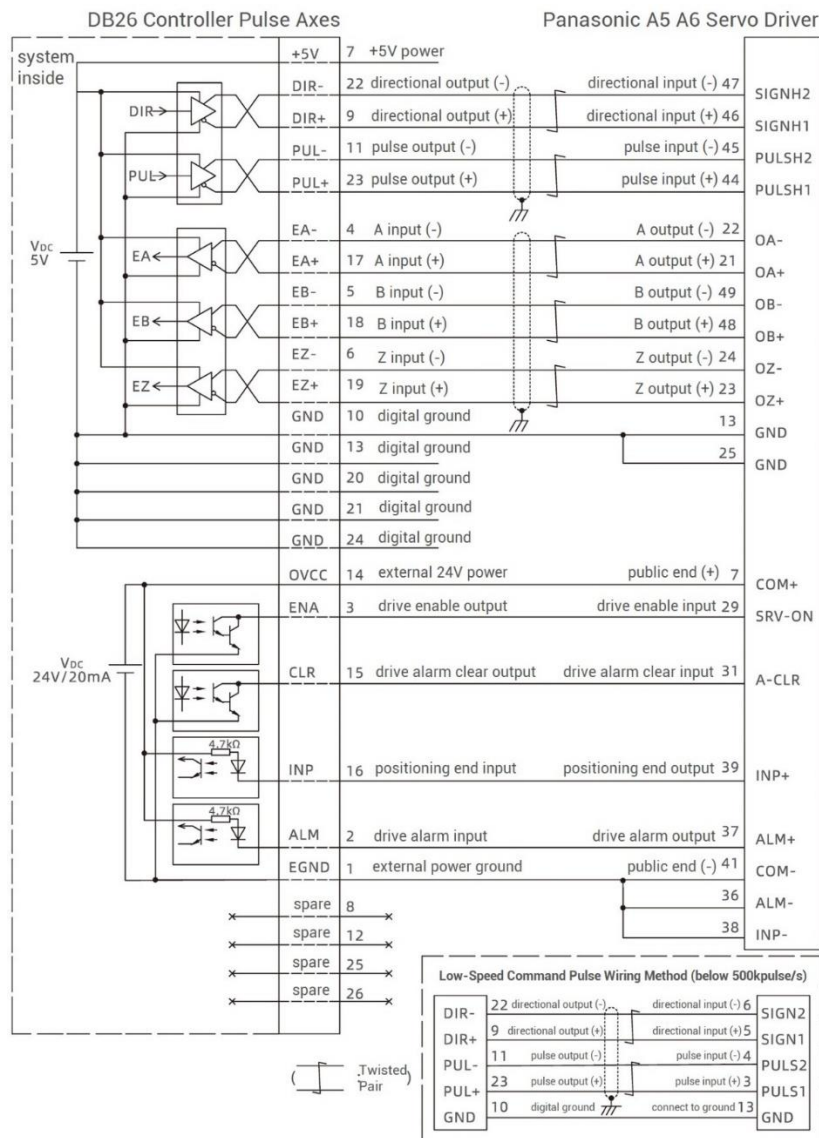 DB26 Controller Pulse Axes Panasonic A5 A6 Servo Driver
system inside
+5V 7 +5V power
DIR- 22 directional output (-) directional input (-) 47 SIGNH2
DIR
DIR+ 9 directional output (+) directional input (+) 46 SIGNH1
PUL- 11 pulse output (-) pulse input (-) 45 PULSH2
PUL
PUL+ 23 pulse output (+) pulse input (+) 44 PULSH1
EA- 4 A input (-) A output (-) 22 OA-
VDC
5V
EA
EA+ 17 A input (+) A output (+) 21 OA+
EB- 5 B input (-) B output (-) 49 OB-
EB
EB+ 18 B input (+) B output (+) 48 OB+
EZ- 6 Z input (-) Z output (-) 24 OZ-
EZ
EZ+ 19 Z input (+) Z output (+) 23 OZ+
GND 10 digital ground 13 GND
GND 13 digital ground 25 GND
GND 20 digital ground
GND 21 digital ground
GND 24 digital ground
OVCC 14 external 24V power public end (+) 7 COM+
ENA 3 drive enable output drive enable input 29 SRV-ON
VDC
24V/20mA
CLR 15 drive alarm clear output drive alarm clear input 31 A-CLR
4.7kΩ
INP 16 positioning end input positioning end output 39 INP+
4.7kΩ
ALM 2 drive alarm input drive alarm output 37 ALM+
EGND 1 external power ground public end (-) 41 COM-
36 ALM-
38 INP-
spare 8
spare 12
spare 25
spare 26
( Twisted Pair )
Low-Speed Command Pulse Wiring Method (below 500kpulse/s)
DIR- 22 directional output (-) directional input (-) 6 SIGN2
DIR+ 9 directional output (+) directional input (+) 5 SIGN1
PUL- 11 pulse output (-) pulse input (-) 4 PULS2
PUL+ 23 pulse output (+) pulse input (+) 3 PULS1
GND 10 digital ground connect to ground 13 GND